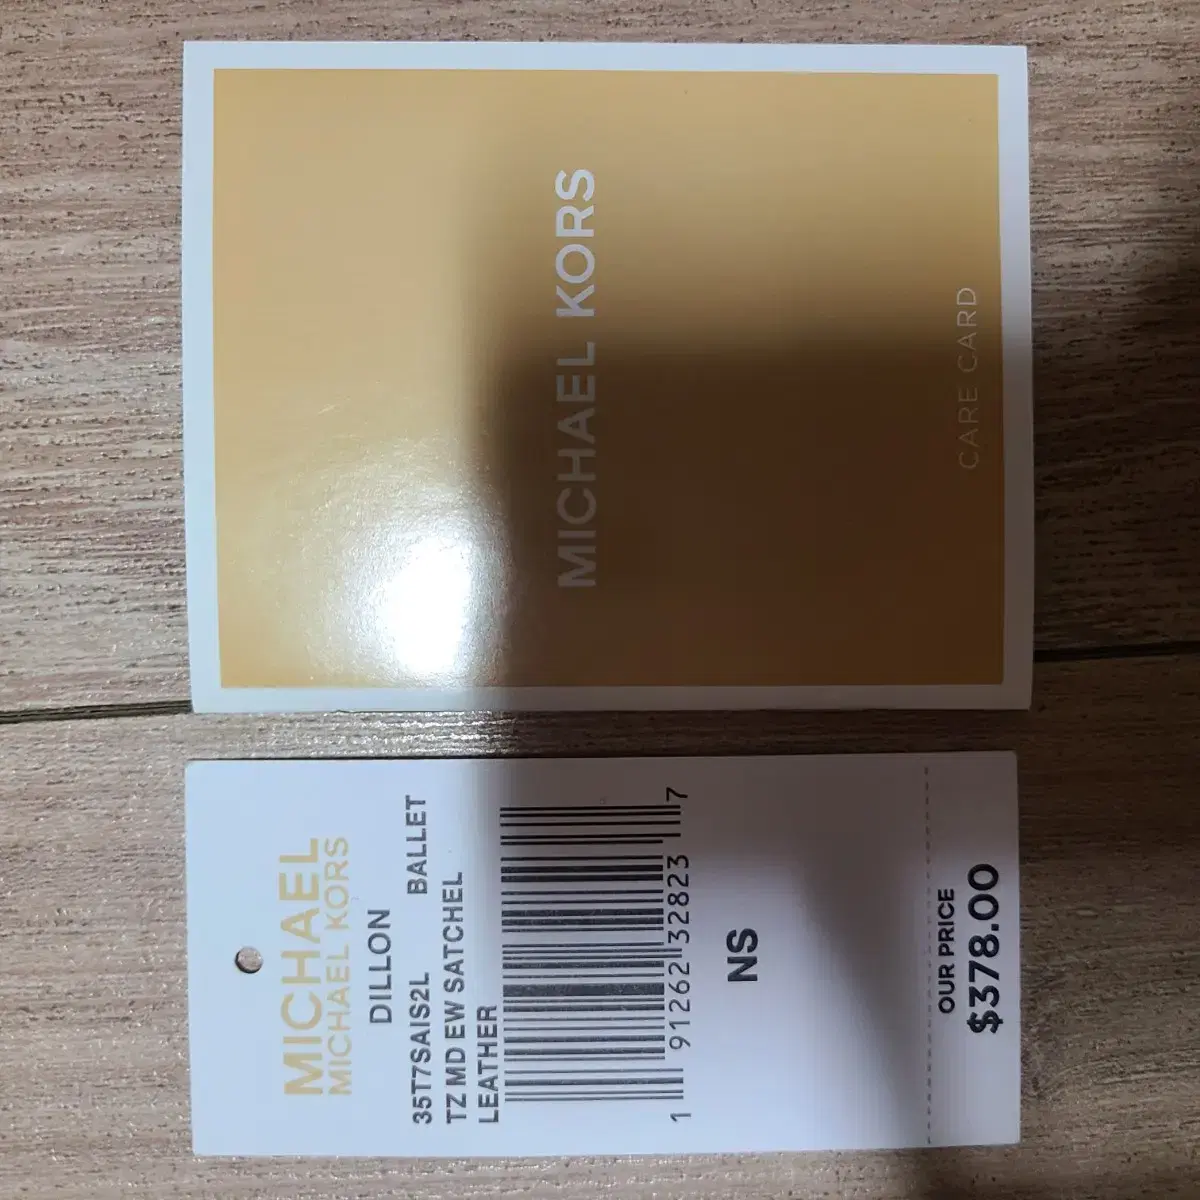 MICHAEL KORS
CARE CARD
MICHAEL
MICHAEL KORS
DILLON
35T7SAIS2L BALLET
TZ MD EW SATCHEL
LEATHER
1 91262 32823 7
NS
OUR PRICE
$378.00